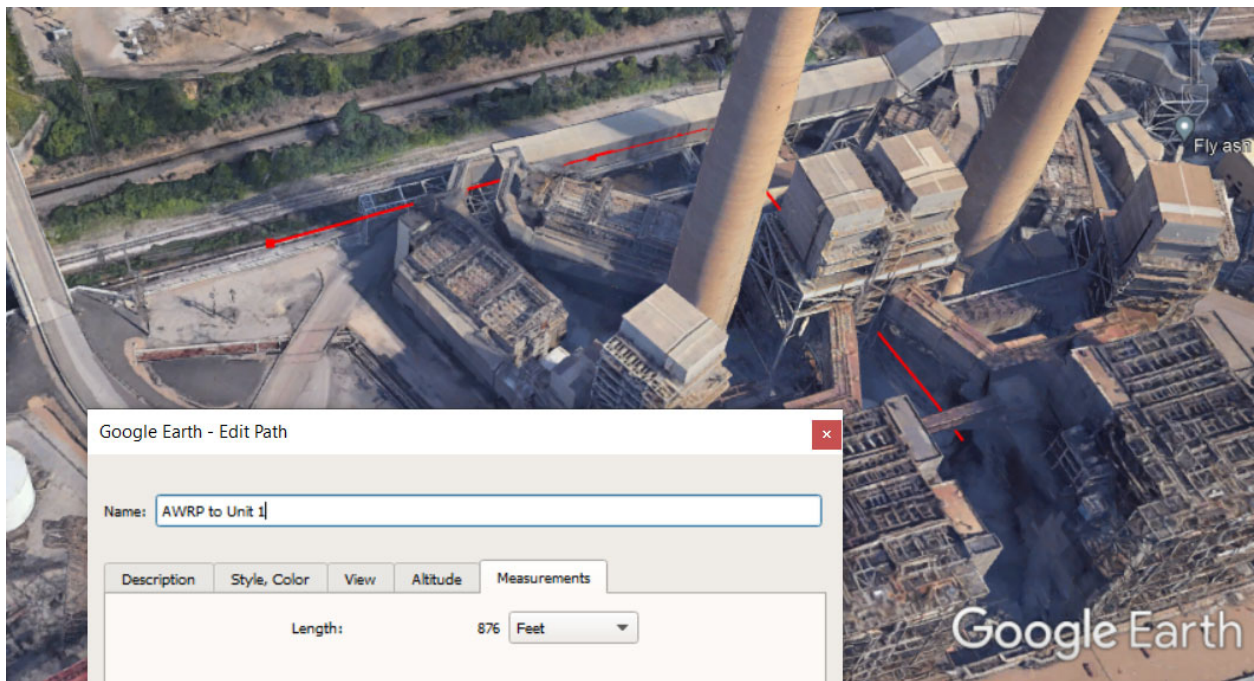 Fly ash
Google Earth - Edit Path
×
Name: AWRP to Unit 1
Description Style, Color View Altitude Measurements
Length: 876 Feet
Google Earth